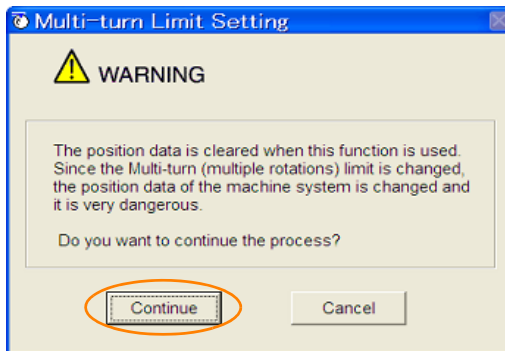 Multi-turn Limit Setting
WARNING
The position data is cleared when this function is used.
Since the Multi-turn (multiple rotations) limit is changed,
the position data of the machine system is changed and
it is very dangerous.
Do you want to continue the process?
Continue
Cancel